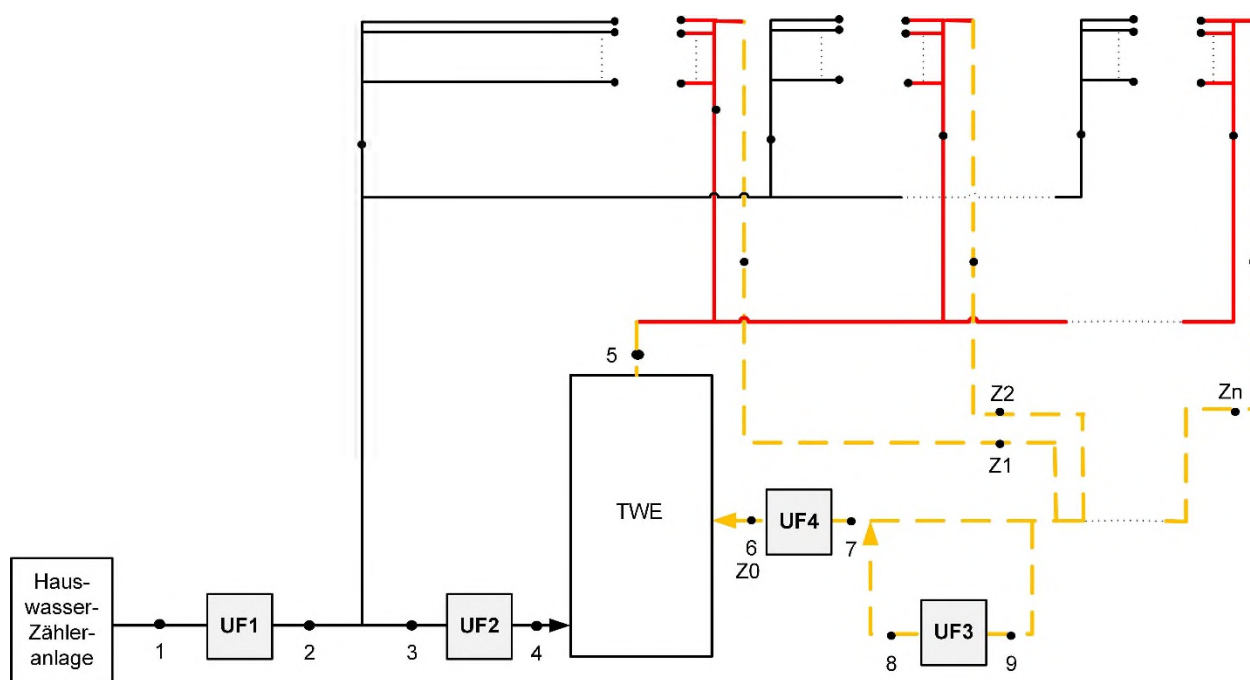 5
Z2
Zn
Z1
TWE
UF4
6
7
Z0
Haus-
wasser-
Zähler-
anlage
UF1
UF2
UF3
1
2
3
4
8
9